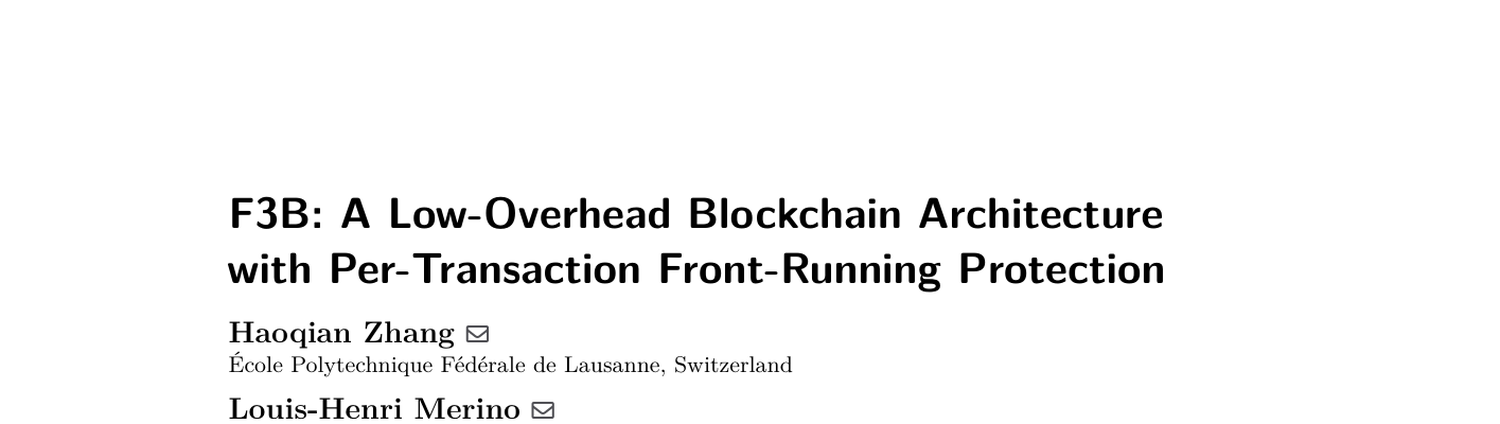 F3B: A Low-Overhead Blockchain Architecture
with Per-Transaction Front-Running Protection
Haoqian Zhang
École Polytechnique Fédérale de Lausanne, Switzerland
Louis-Henri Merino